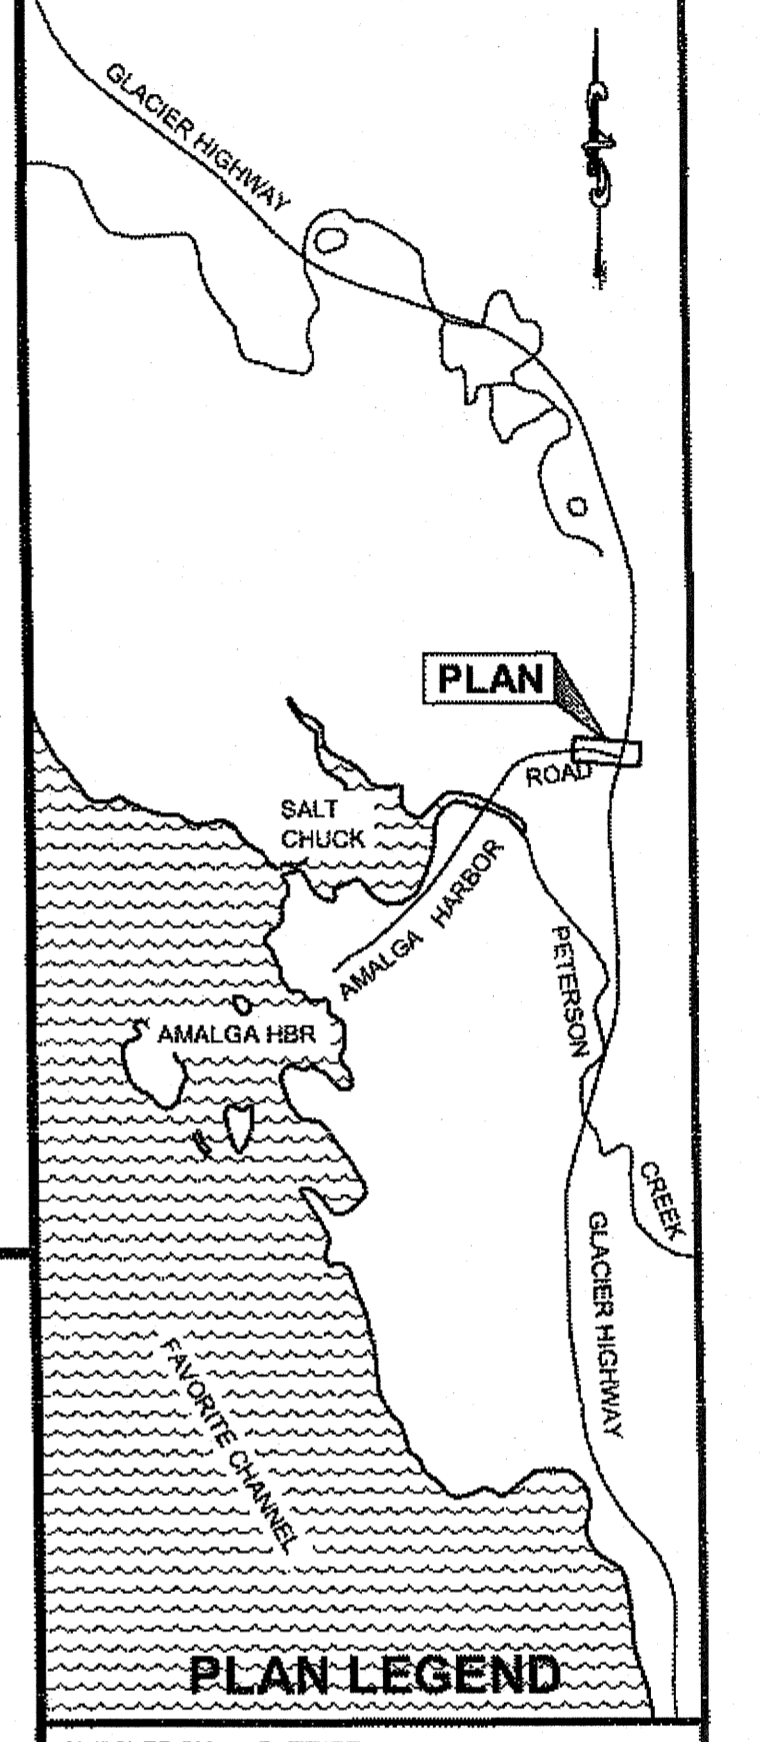 GLACIER HIGHWAY
PLAN
ROAD
SALT
CHUCK
AMALGA HARBOR
PETERSON
AMALGA HBR
CREEK
GLACIER HIGHWAY
FAVORITE CHANNEL
PLAN LEGEND